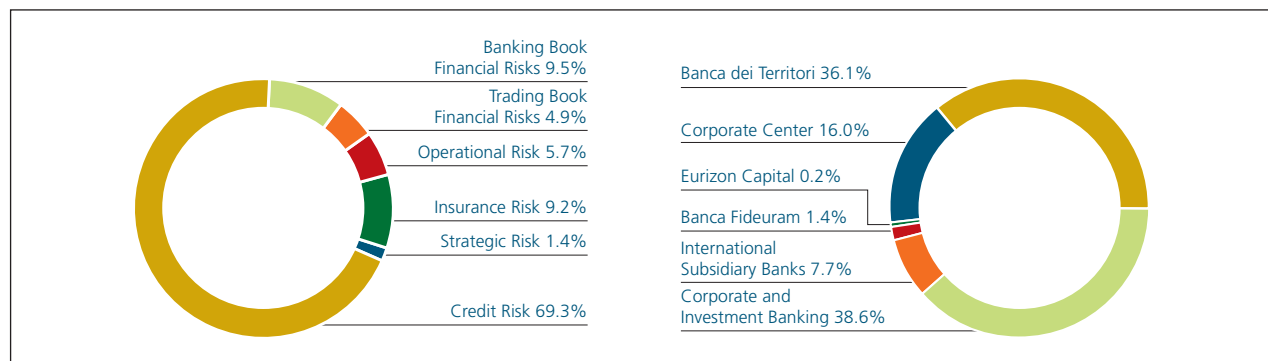 Banking Book
Financial Risks 9.5%
Trading Book
Financial Risks 4.9%
Operational Risk 5.7%
Insurance Risk 9.2%
Strategic Risk 1.4%
Credit Risk 69.3%
Banca dei Territori 36.1%
Corporate Center 16.0%
Eurizon Capital 0.2%
Banca Fideuram 1.4%
International
Subsidiary Banks 7.7%
Corporate and
Investment Banking 38.6%